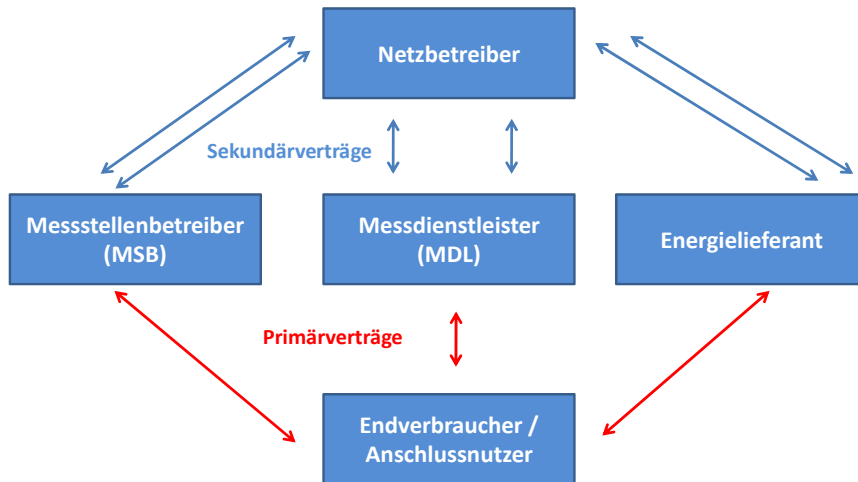 Netzbetreiber
Sekundärverträge
Messstellenbetreiber
(MSB)
Messdienstleister
(MDL)
Energielieferant
Primärverträge
Endverbraucher /
Anschlussnutzer